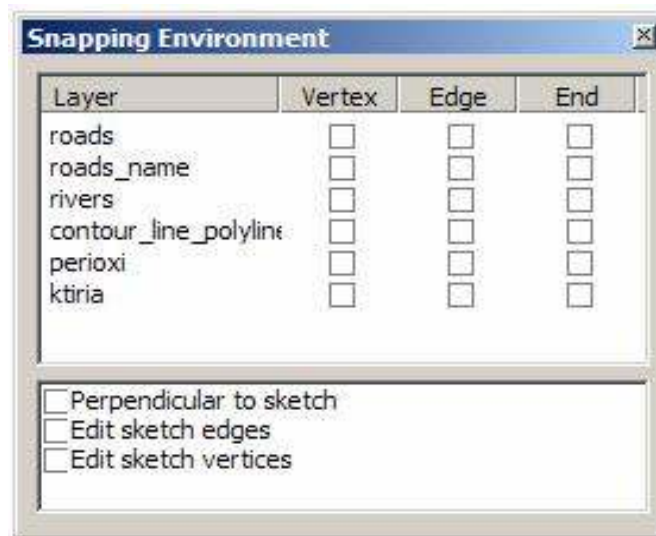 Snapping Environment
Layer Vertex Edge End
roads
roads_name
rivers
contour_line_polyline
perioxi
ktiria
Perpendicular to sketch
Edit sketch edges
Edit sketch vertices